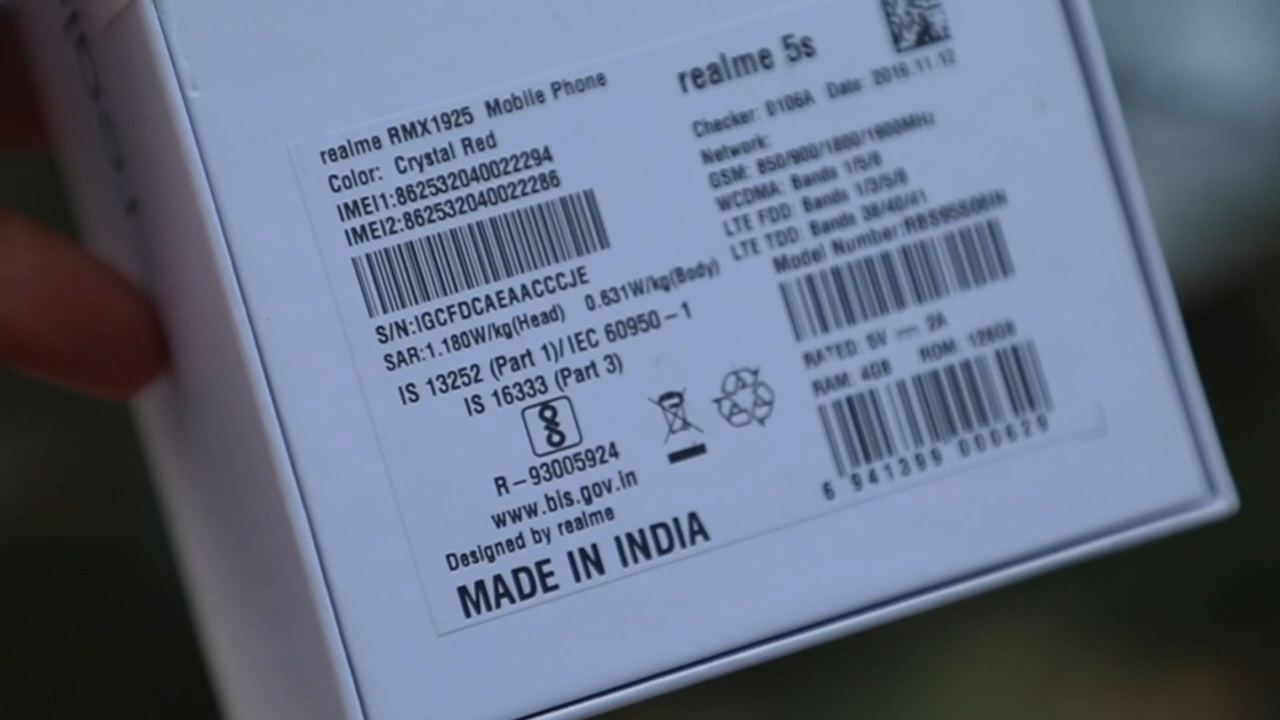 realme RMX1925 Mobile Phone
Color: Crystal Red
IMEI1:862532040022294
IMEI2:862532040022286
S/N:IGCFDCAEAACCCJE
SAR:1.180W/kg(Head) 0.631W/kg(Body)
IS 13252 (Part 1)/ IEC 60950-1
IS 16333 (Part 3)
R-93005924
www.bis.gov.in
Designed by realme
MADE IN INDIA
realme 5s
Checker: 0106A Date: 2019.11.12
Network:
GSM: 850/900/1800/1900MHz
WCDMA: Bands 1/5/8
LTE FDD: Bands 1/3/5/8
LTE TDD: Bands 38/40/41
Model Number:
RATED: 5V 2A
RAM: 4GB ROM: 128GB
6 941399 000629